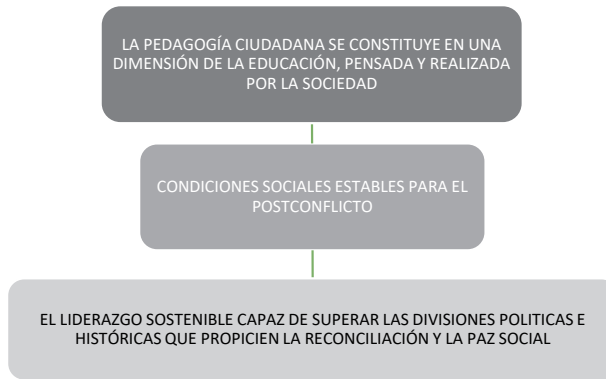 LA PEDAGOGÍA CIUDADANA SE CONSTITUYE EN UNA
DIMENSIÓN DE LA EDUCACIÓN, PENSADA Y REALIZADA
POR LA SOCIEDAD
CONDICIONES SOCIALES ESTABLES PARA EL
POSTCONFLICTO
EL LIDERAZGO SOSTENIBLE CAPAZ DE SUPERAR LAS DIVISIONES POLITICAS E
HISTÓRICAS QUE PROPICIEN LA RECONCILIACIÓN Y LA PAZ SOCIAL